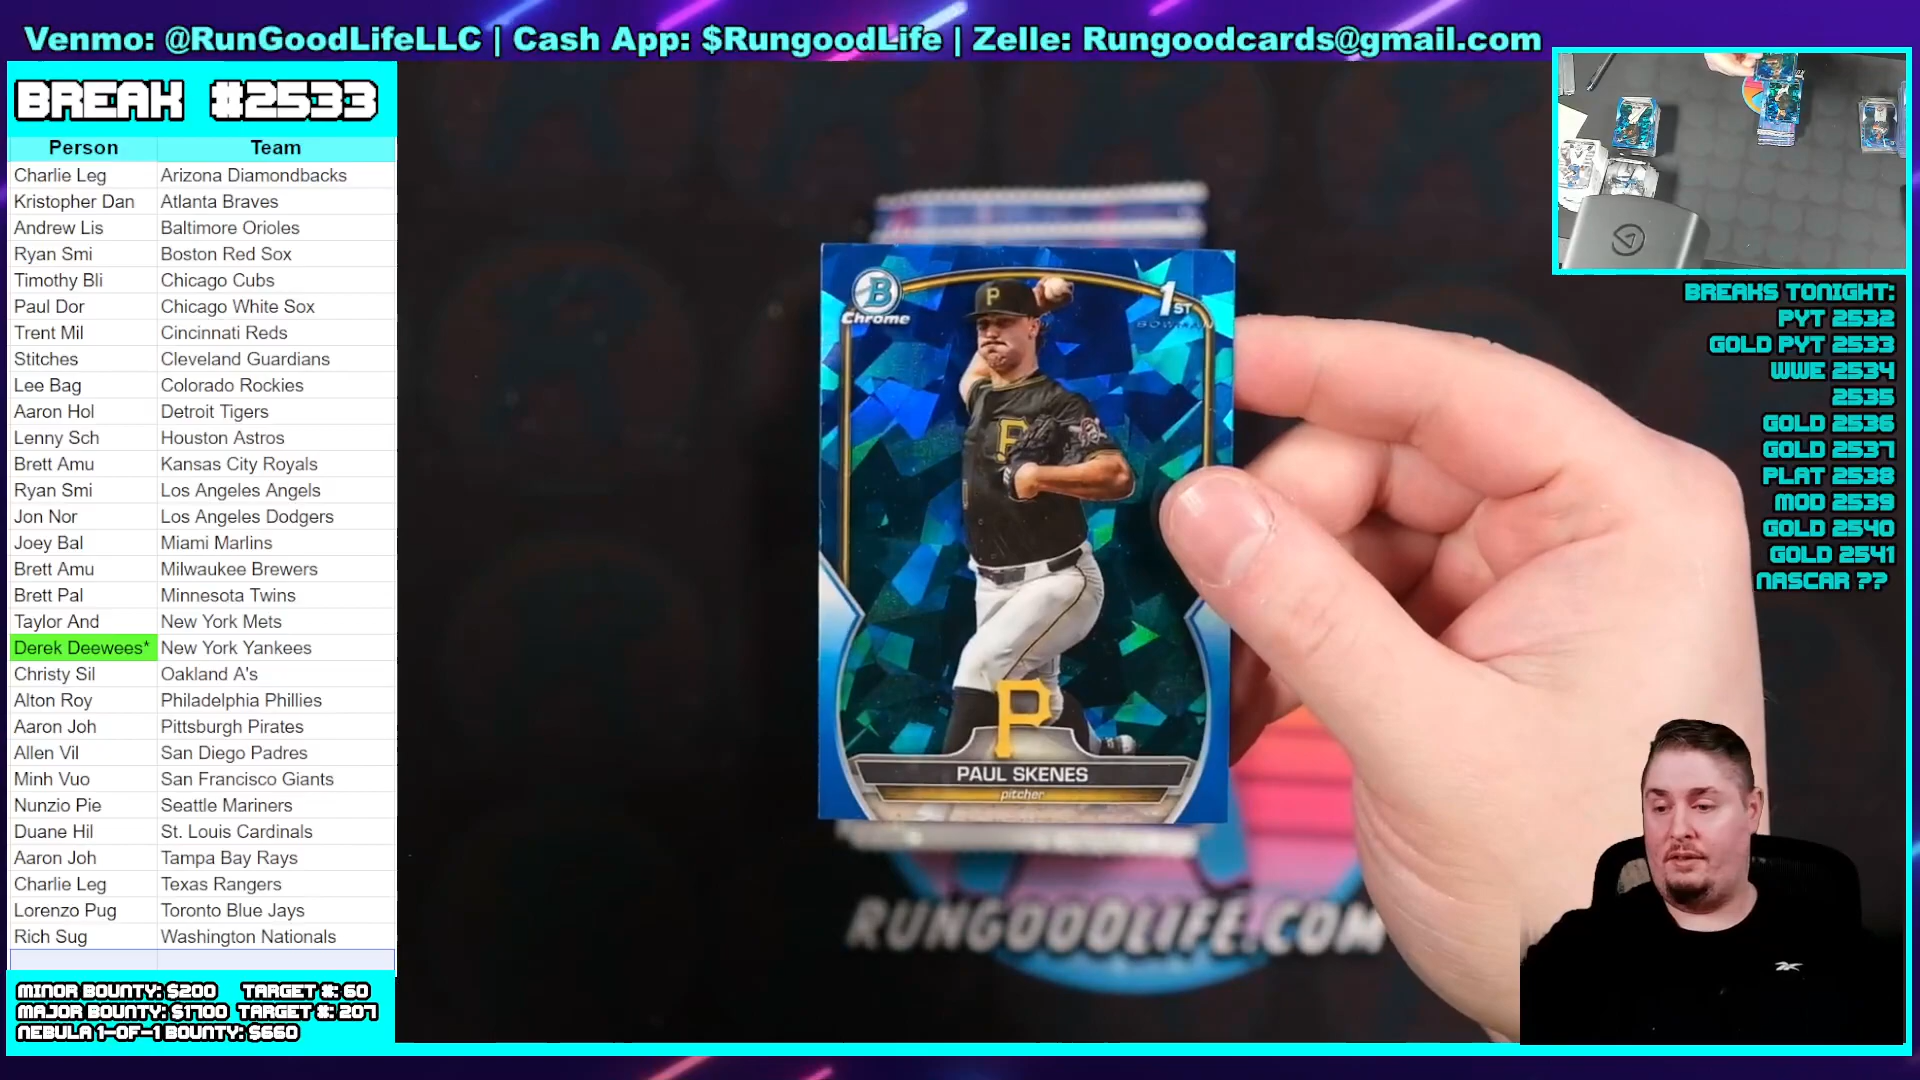 Venmo: @RunGoodLifeLLC | Cash App: $RungoodLife | Zelle: Rungoodcards@gmail.com
BREAK #2533
Person Team
Charlie Leg Arizona Diamondbacks
Kristopher Dan Atlanta Braves
Andrew Lis Baltimore Orioles
Ryan Smi Boston Red Sox
Timothy Bli Chicago Cubs
Paul Dor Chicago White Sox
Trent Mil Cincinnati Reds
Stitches Cleveland Guardians
Lee Bag Colorado Rockies
Aaron Hol Detroit Tigers
Lenny Sch Houston Astros
Brett Amu Kansas City Royals
Ryan Smi Los Angeles Angels
Jon Nor Los Angeles Dodgers
Joey Bal Miami Marlins
Brett Amu Milwaukee Brewers
Brett Pal Minnesota Twins
Taylor And New York Mets
Derek Deewees* New York Yankees
Christy Sil Oakland A's
Alton Roy Philadelphia Phillies
Aaron Joh Pittsburgh Pirates
Allen Vil San Diego Padres
Minh Vuo San Francisco Giants
Nunzio Pie Seattle Mariners
Duane Hil St. Louis Cardinals
Aaron Joh Tampa Bay Rays
Charlie Leg Texas Rangers
Lorenzo Pug Toronto Blue Jays
Rich Sug Washington Nationals
MINOR BOUNTY: $200 TARGET #: 60
MAJOR BOUNTY: $1700 TARGET #: 207
NEBULA 1-OF-1 BOUNTY: $660
B
Chrome
1ST
BOWMAN
P
P
P
PAUL SKENES
pitcher
RUNGOODLIFE.COM
BREAKS TONIGHT:
PYT 2532
GOLD PYT 2533
WWE 2534
2535
GOLD 2536
GOLD 2537
PLAT 2538
MOD 2539
GOLD 2540
GOLD 2541
NASCAR ??